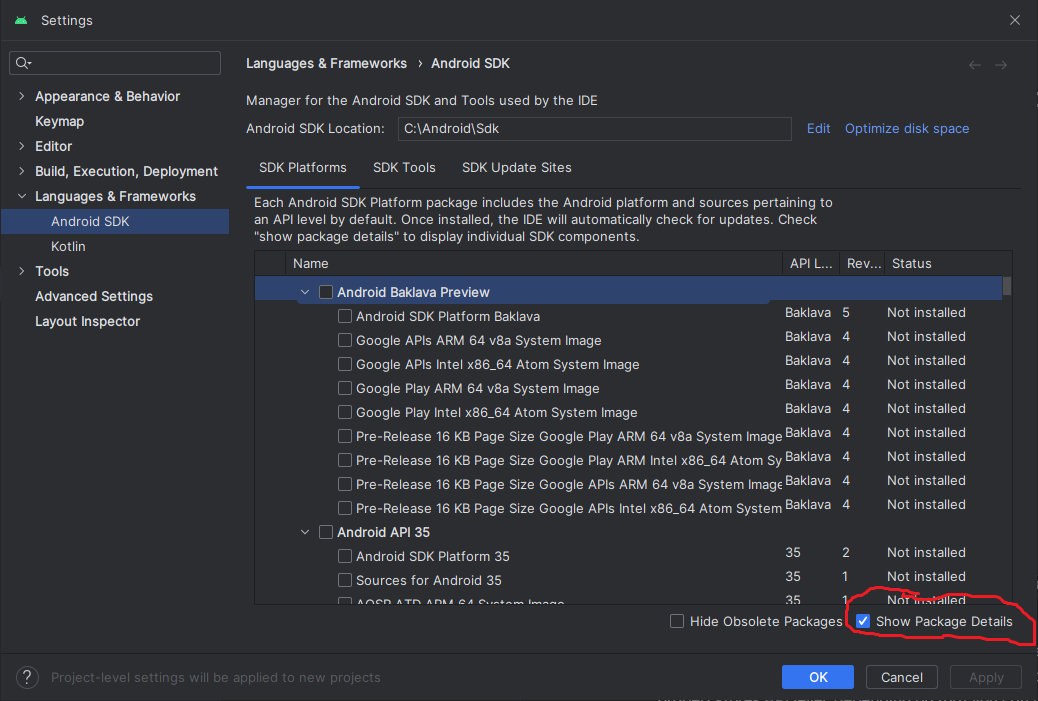 Settings
Languages & Frameworks › Android SDK
Appearance & Behavior
Keymap
Editor
Build, Execution, Deployment
Languages & Frameworks
Android SDK
Kotlin
Tools
Advanced Settings
Layout Inspector
Manager for the Android SDK and Tools used by the IDE
Android SDK Location: C:\Android\Sdk Edit Optimize disk space
SDK Platforms SDK Tools SDK Update Sites
Each Android SDK Platform package includes the Android platform and sources pertaining to
an API level by default. Once installed, the IDE will automatically check for updates. Check
"show package details" to display individual SDK components.
Name API L... Rev... Status
Android Baklava Preview
Android SDK Platform Baklava Baklava 5 Not installed
Google APIs ARM 64 v8a System Image Baklava 4 Not installed
Google APIs Intel x86_64 Atom System Image Baklava 4 Not installed
Google Play ARM 64 v8a System Image Baklava 4 Not installed
Google Play Intel x86_64 Atom System Image Baklava 4 Not installed
Pre-Release 16 KB Page Size Google Play ARM 64 v8a System Image Baklava 4 Not installed
Pre-Release 16 KB Page Size Google Play ARM Intel x86_64 Atom Sy Baklava 4 Not installed
Pre-Release 16 KB Page Size Google APIs ARM 64 v8a System Image Baklava 4 Not installed
Pre-Release 16 KB Page Size Google APIs Intel x86_64 Atom System Baklava 4 Not installed
Android API 35
Android SDK Platform 35 35 2 Not installed
Sources for Android 35 35 1 Not installed
AOSP ATD ARM 64 System Image 35 1 Not installed
Hide Obsolete Packages Show Package Details
? Project-level settings will be applied to new projects
OK Cancel Apply